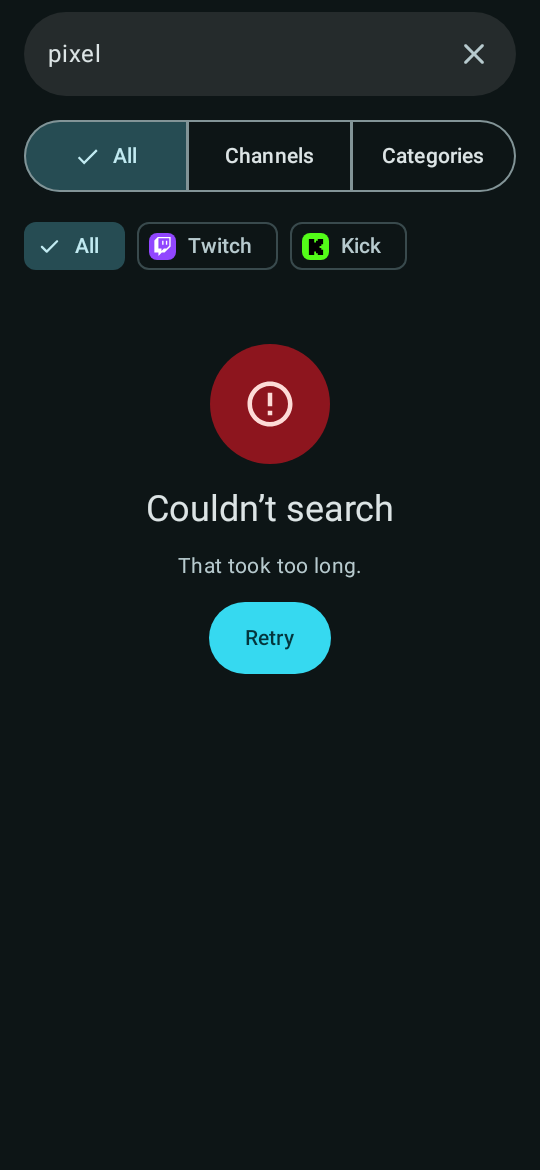 pixel
All
Channels
Categories
All
Twitch
Kick
Couldn’t search
That took too long.
Retry